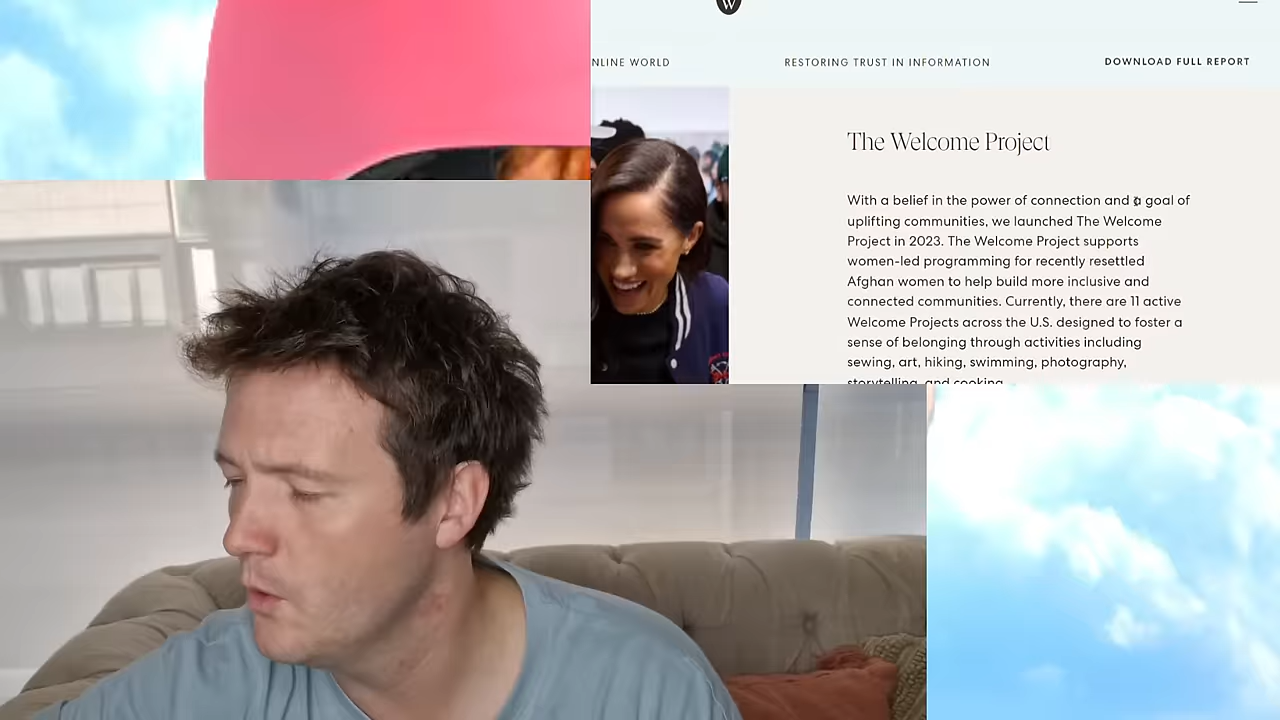 W
NLINE WORLD
RESTORING TRUST IN INFORMATION
DOWNLOAD FULL REPORT
The Welcome Project
With a belief in the power of connection and a goal of
uplifting communities, we launched The Welcome
Project in 2023. The Welcome Project supports
women-led programming for recently resettled
Afghan women to help build more inclusive and
connected communities. Currently, there are 11 active
Welcome Projects across the U.S. designed to foster a
sense of belonging through activities including
sewing, art, hiking, swimming, photography,
storytelling, and cooking